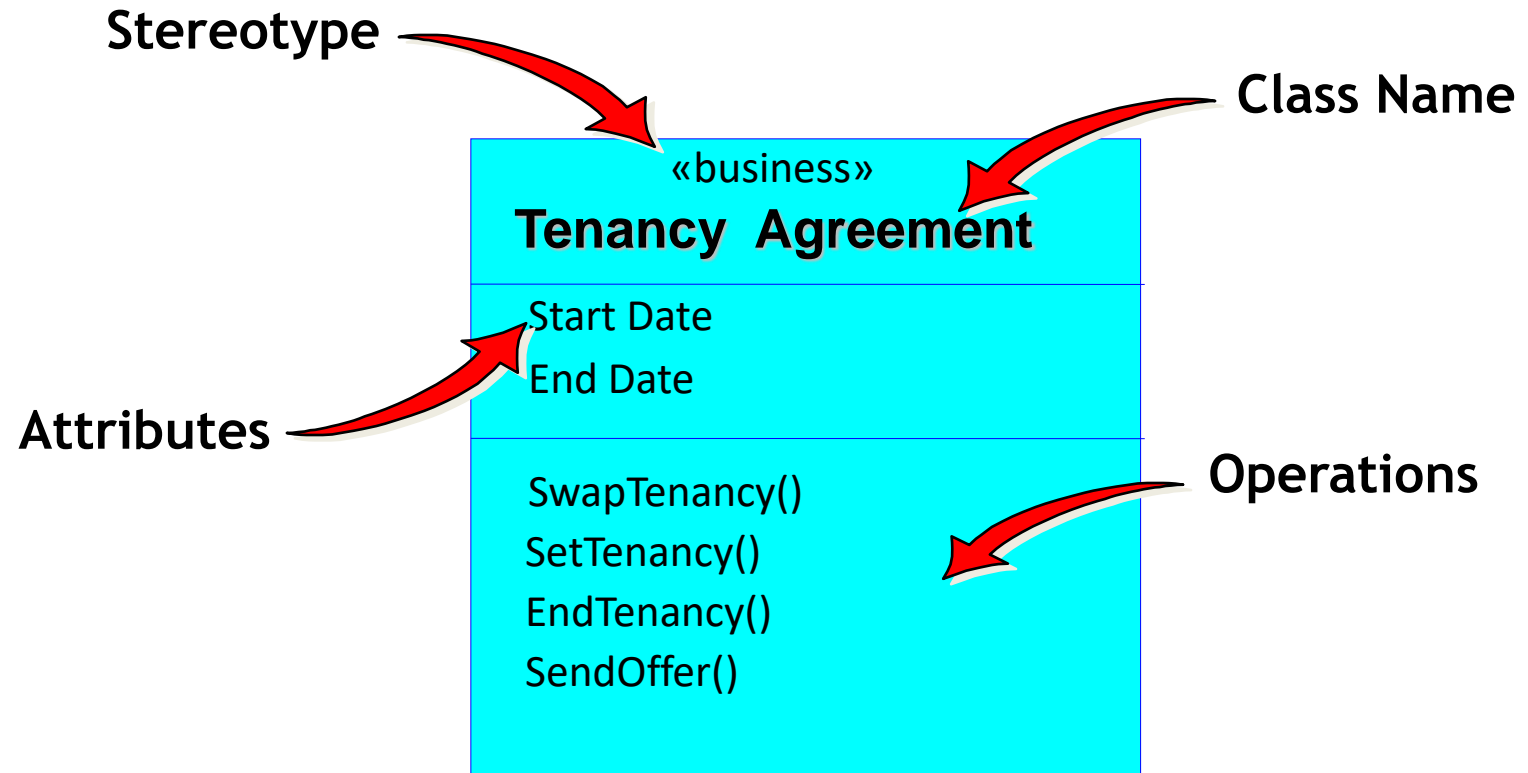 Stereotype
Class Name
«business»
Tenancy Agreement
Start Date
End Date
Attributes
Operations
SwapTenancy()
SetTenancy()
EndTenancy()
SendOffer()